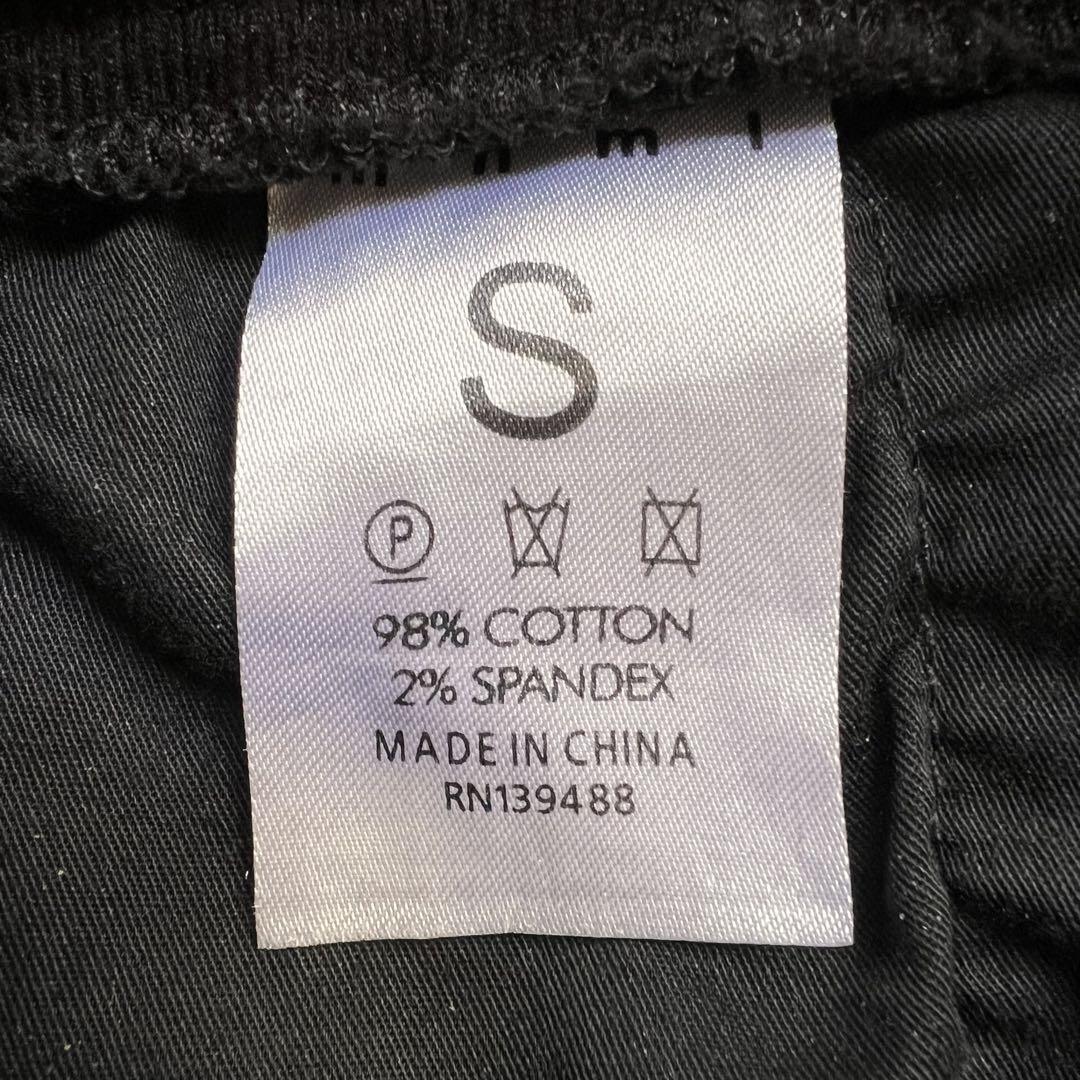 S
P
98% COTTON
2% SPANDEX
MADE IN CHINA
RN139488